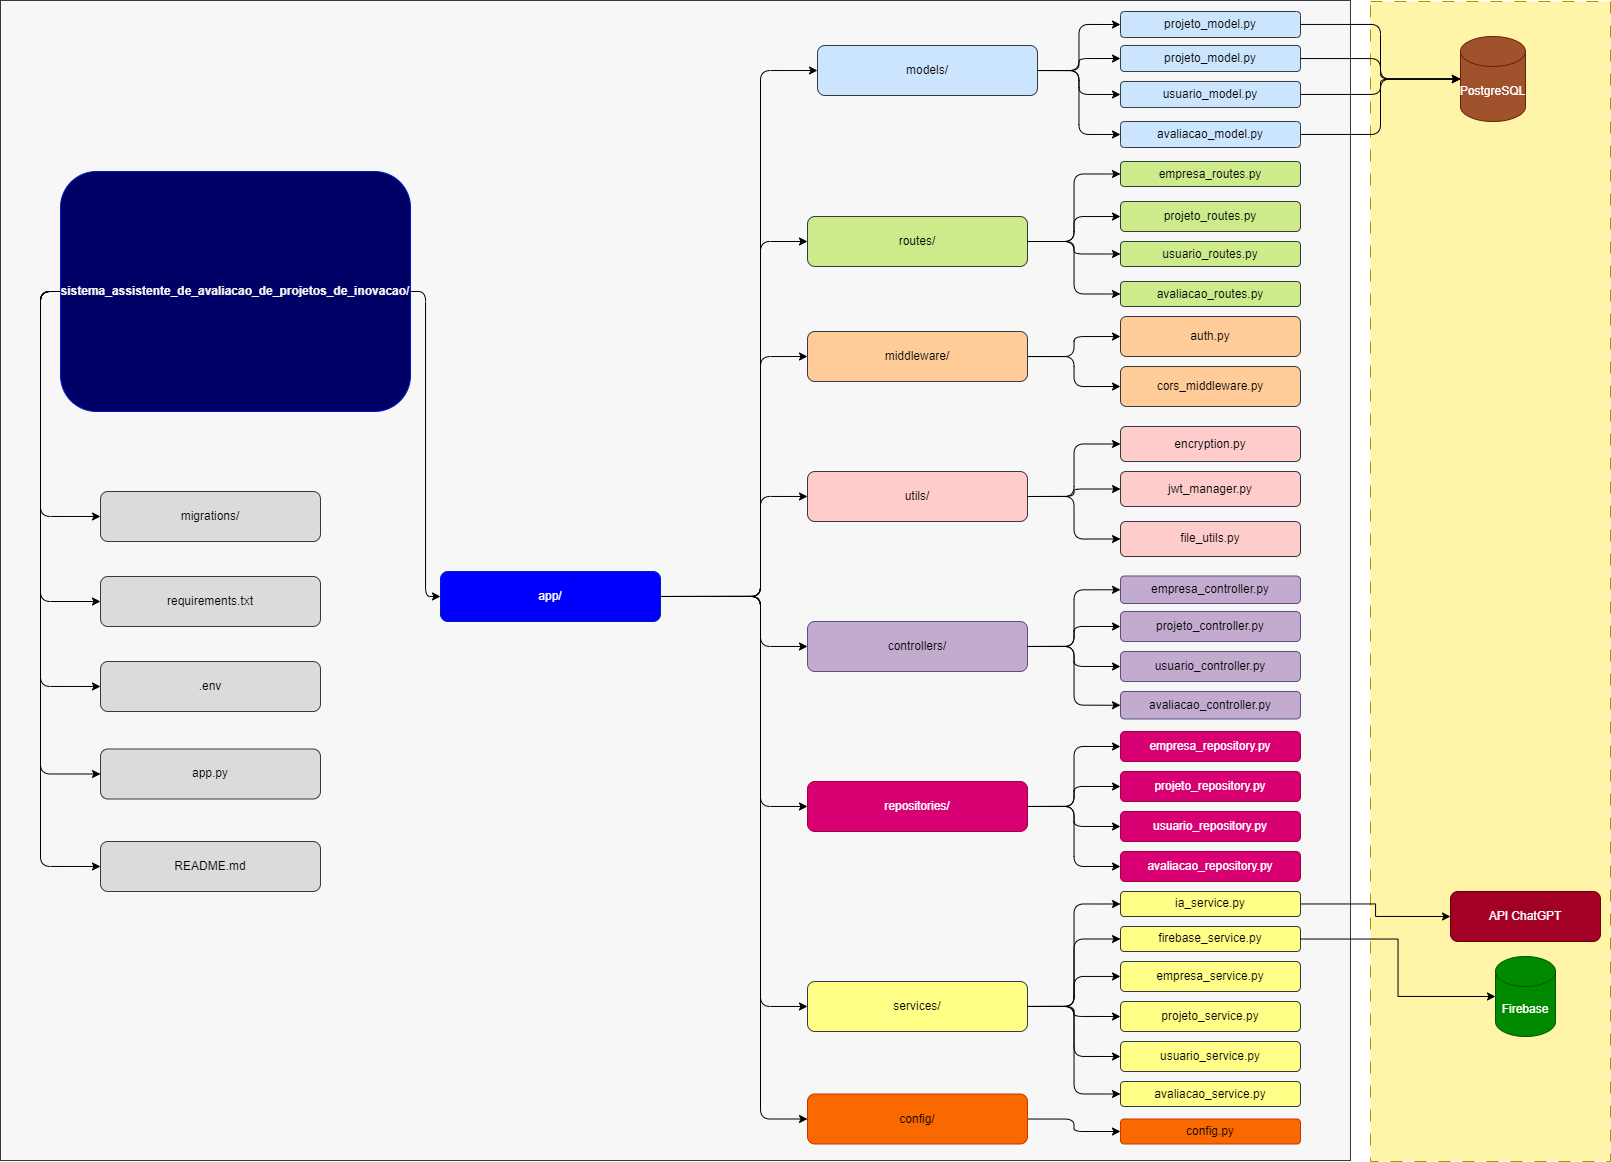 sistema_assistente_de_avaliacao_de_projetos_de_inovacao/
migrations/
requirements.txt
.env
app.py
README.md
app/
models/
projeto_model.py
projeto_model.py
usuario_model.py
avaliacao_model.py
routes/
empresa_routes.py
projeto_routes.py
usuario_routes.py
avaliacao_routes.py
middleware/
auth.py
cors_middleware.py
utils/
encryption.py
jwt_manager.py
file_utils.py
controllers/
empresa_controller.py
projeto_controller.py
usuario_controller.py
avaliacao_controller.py
repositories/
empresa_repository.py
projeto_repository.py
usuario_repository.py
avaliacao_repository.py
services/
ia_service.py
firebase_service.py
empresa_service.py
projeto_service.py
usuario_service.py
avaliacao_service.py
config/
config.py
PostgreSQL
API ChatGPT
Firebase